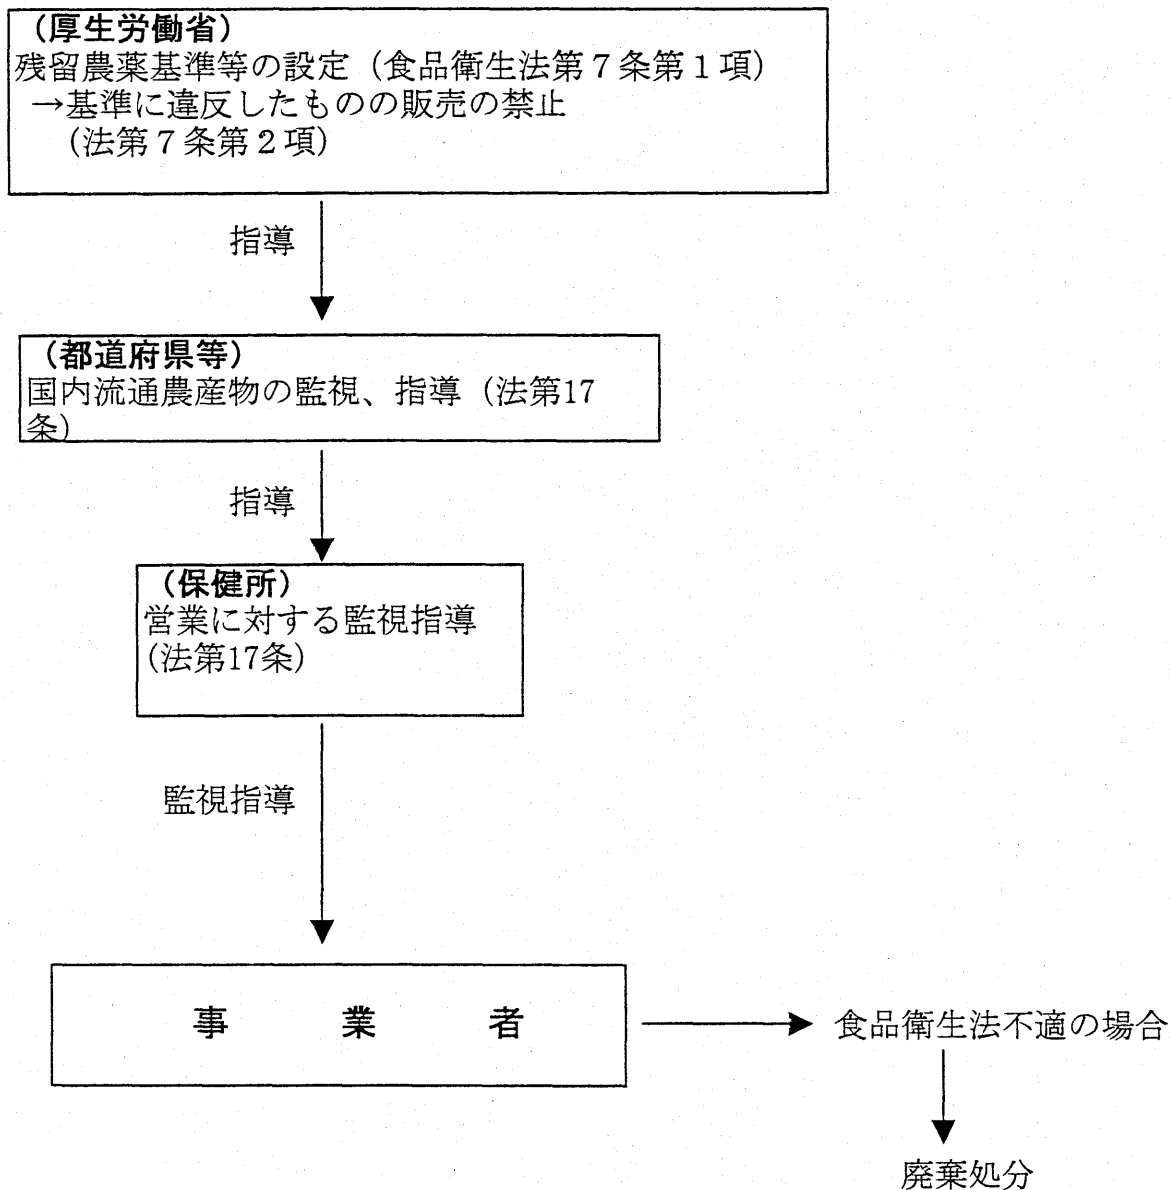 （厚生労働省）
残留農薬基準等の設定（食品衛生法第７条第１項）
→基準に違反したものの販売の禁止
（法第７条第２項）
指導
（都道府県等）
国内流通農産物の監視、指導（法第17
条）
指導
（保健所）
営業に対する監視指導
（法第17条）
監視指導
事　業　者
食品衛生法不適の場合
廃棄処分